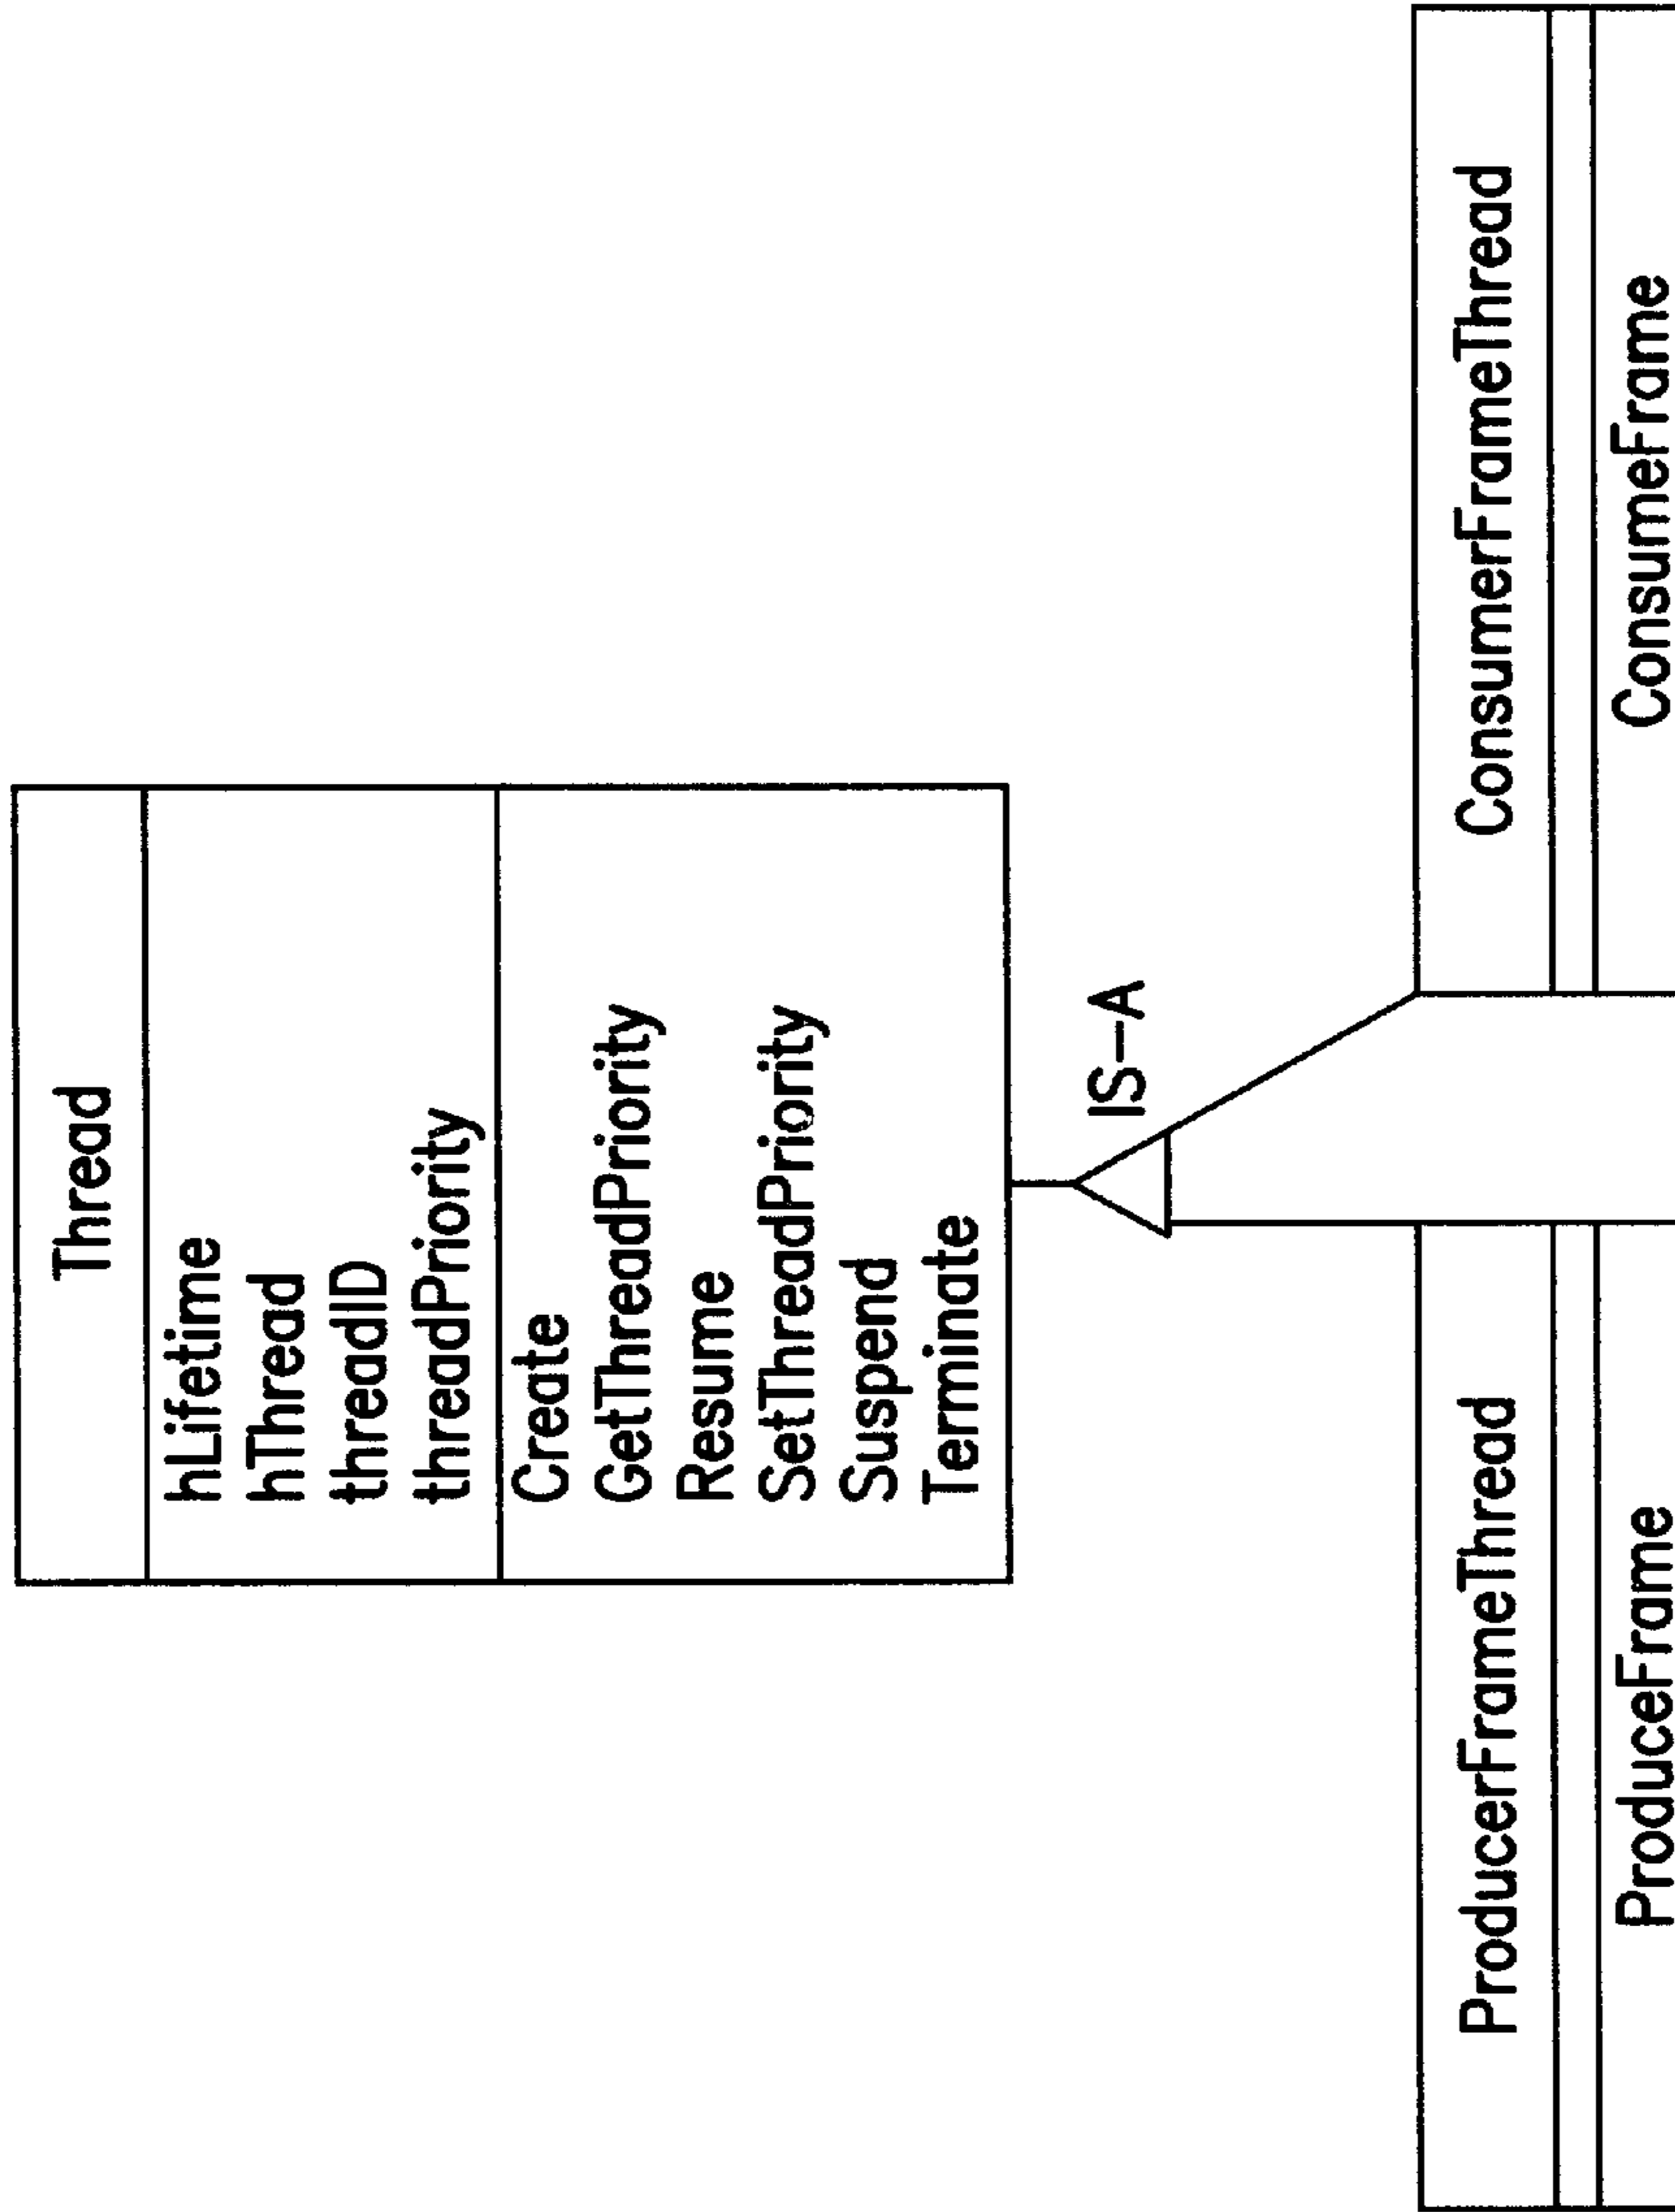 Thread
hLifetime
hThread
threadID
threadPriority
Create
GetThreadPriority
Resume
SetThreadPriority
Suspend
Terminate
IS-A
ProducerFrameThread
ConsumerFrameThread
ProduceFrame
ConsumeFrame